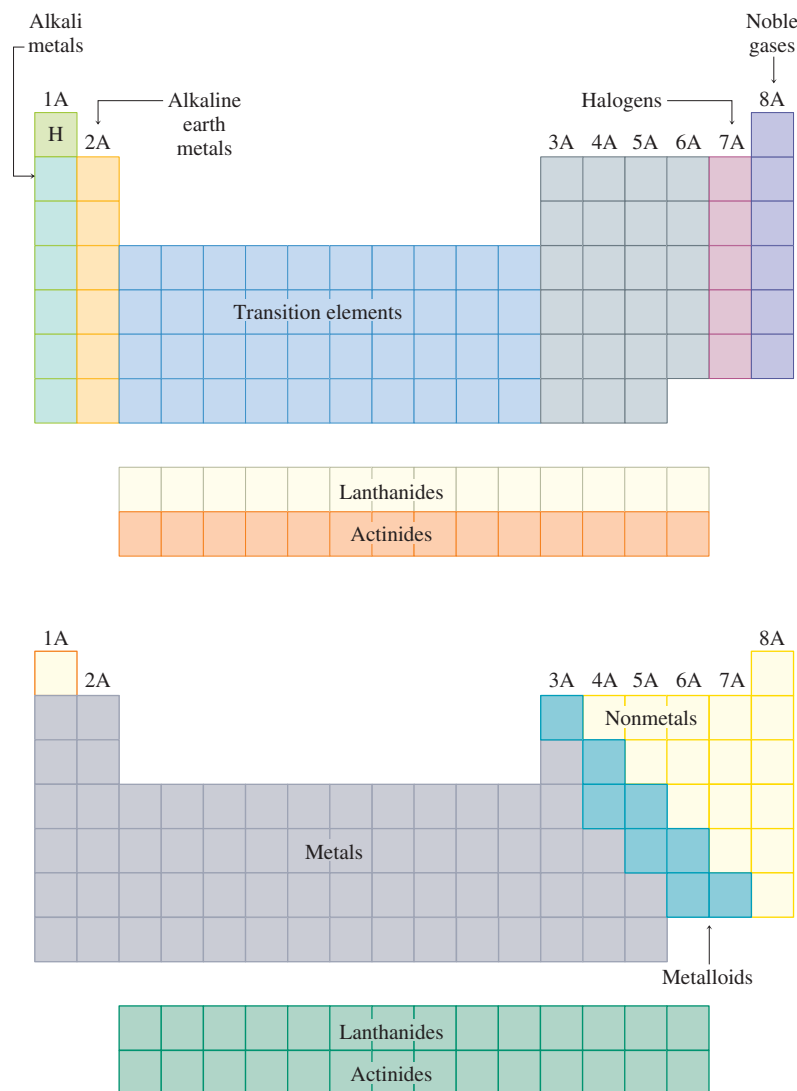 Alkali
metals
Noble
gases
1A
Alkaline
earth
metals
Halogens
8A
H
2A
3A 4A 5A 6A 7A
Transition elements
Lanthanides
Actinides
1A
8A
2A
3A 4A 5A 6A 7A
Nonmetals
Metals
Metalloids
Lanthanides
Actinides